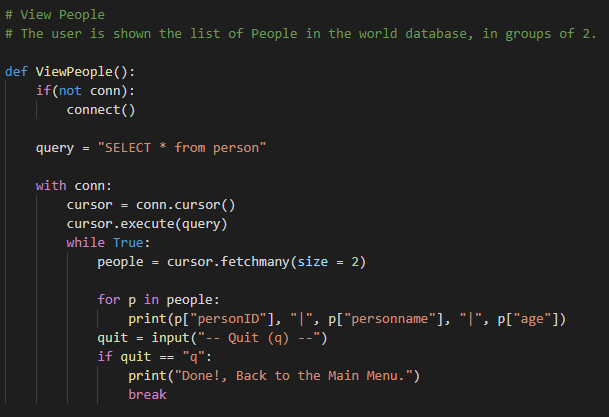 # View People
# The user is shown the list of People in the world database, in groups of 2.
def ViewPeople():
    if(not conn):
        connect()
    query = "SELECT * from person"
    with conn:
        cursor = conn.cursor()
        cursor.execute(query)
        while True:
            people = cursor.fetchmany(size = 2)
            for p in people:
                print(p["personID"], "|", p["personname"], "|", p["age"])
            quit = input("-- Quit (q) --")
            if quit == "q":
                print("Done!, Back to the Main Menu.")
                break